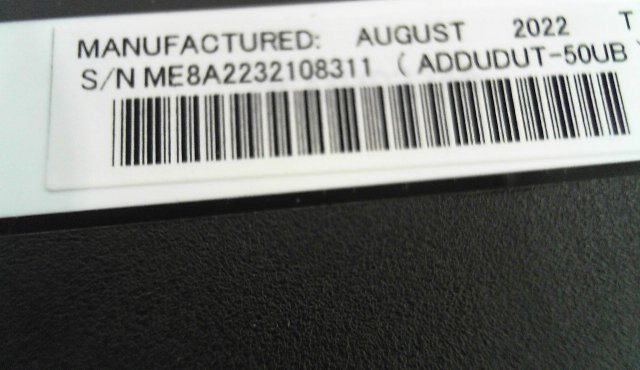 MANUFACTURED: AUGUST 2022 T
S/N ME8A2232108311 ( ADDUDUT-50UB )